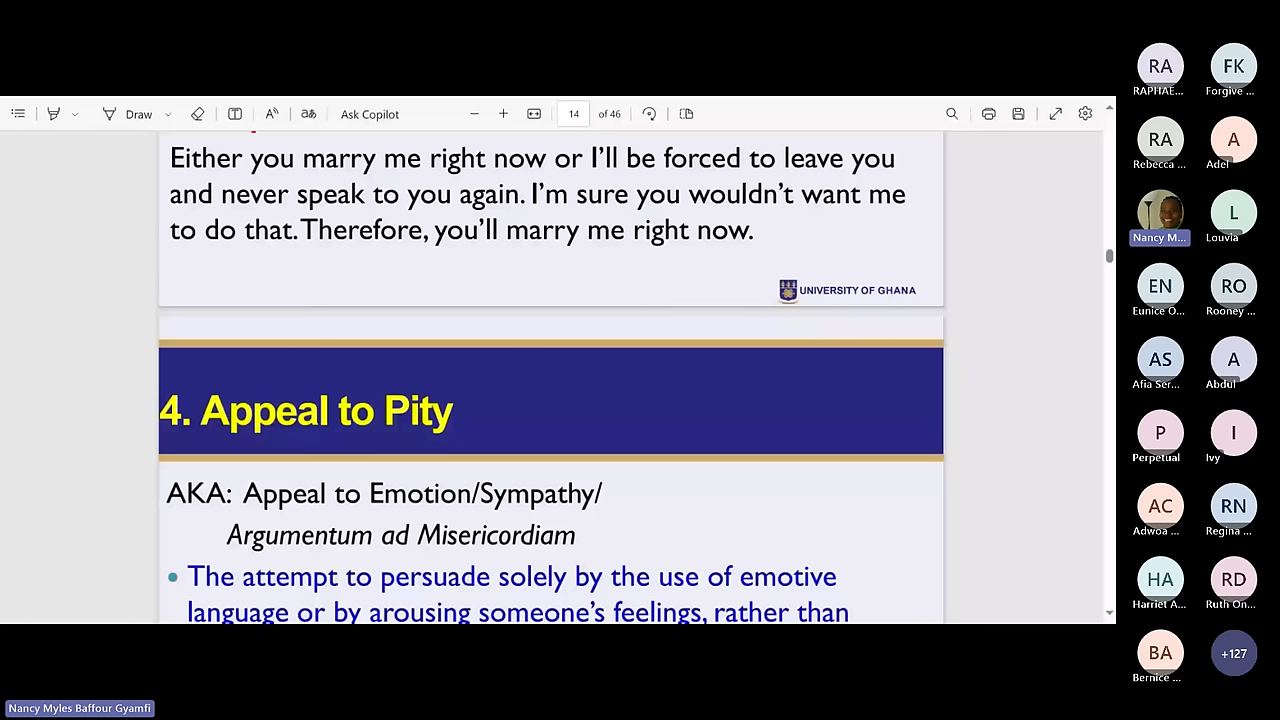 Draw
Ask Copilot
14 of 46
Either you marry me right now or I'll be forced to leave you
and never speak to you again. I'm sure you wouldn't want me
to do that. Therefore, you'll marry me right now.
UNIVERSITY OF GHANA
4. Appeal to Pity
AKA: Appeal to Emotion/Sympathy/
Argumentum ad Misericordiam
• The attempt to persuade solely by the use of emotive
language or by arousing someone's feelings, rather than
RA FK
RAPHAE... Forgive ...
RA A
Rebecca ... Adel
L
Nancy M... Louvia
EN RO
Eunice O... Rooney ...
AS A
Afia Ser... Abdul
P I
Perpetual Ivy
AC RN
Adwoa ... Regina ...
HA RD
Harriet A... Ruth On...
BA +127
Bernice ...
Nancy Myles Baffour Gyamfi